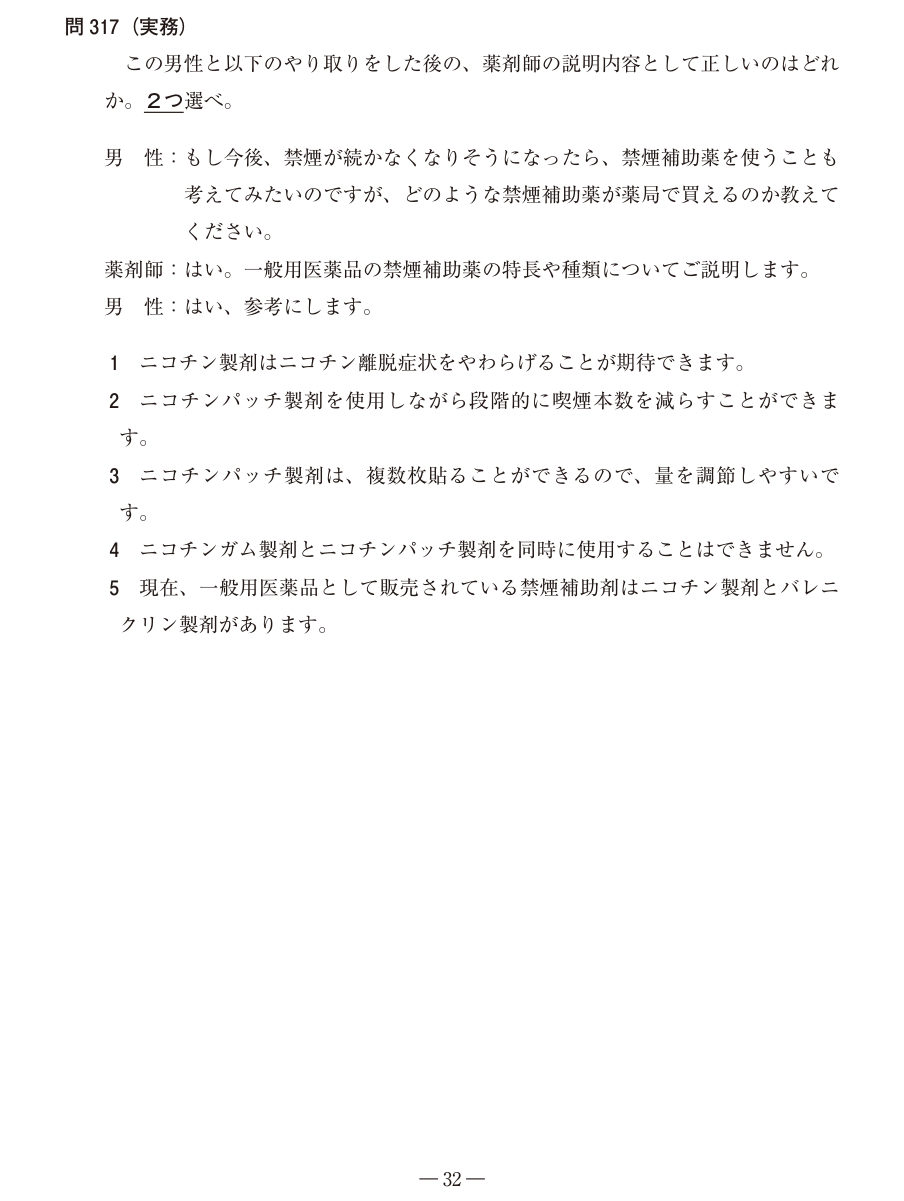 問 317（実務）
この男性と以下のやり取りをした後の、薬剤師の説明内容として正しいのはどれ
か。２つ選べ。
男　性：もし今後、禁煙が続かなくなりそうになったら、禁煙補助薬を使うことも
考えてみたいのですが、どのような禁煙補助薬が薬局で買えるのか教えて
ください。
薬剤師：はい。一般用医薬品の禁煙補助薬の特長や種類についてご説明します。
男　性：はい、参考にします。
1　ニコチン製剤はニコチン離脱症状をやわらげることが期待できます。
2　ニコチンパッチ製剤を使用しながら段階的に喫煙本数を減らすことができま
す。
3　ニコチンパッチ製剤は、複数枚貼ることができるので、量を調節しやすいで
す。
4　ニコチンガム製剤とニコチンパッチ製剤を同時に使用することはできません。
5　現在、一般用医薬品として販売されている禁煙補助剤はニコチン製剤とバレニ
クリン製剤があります。
― 32 ―